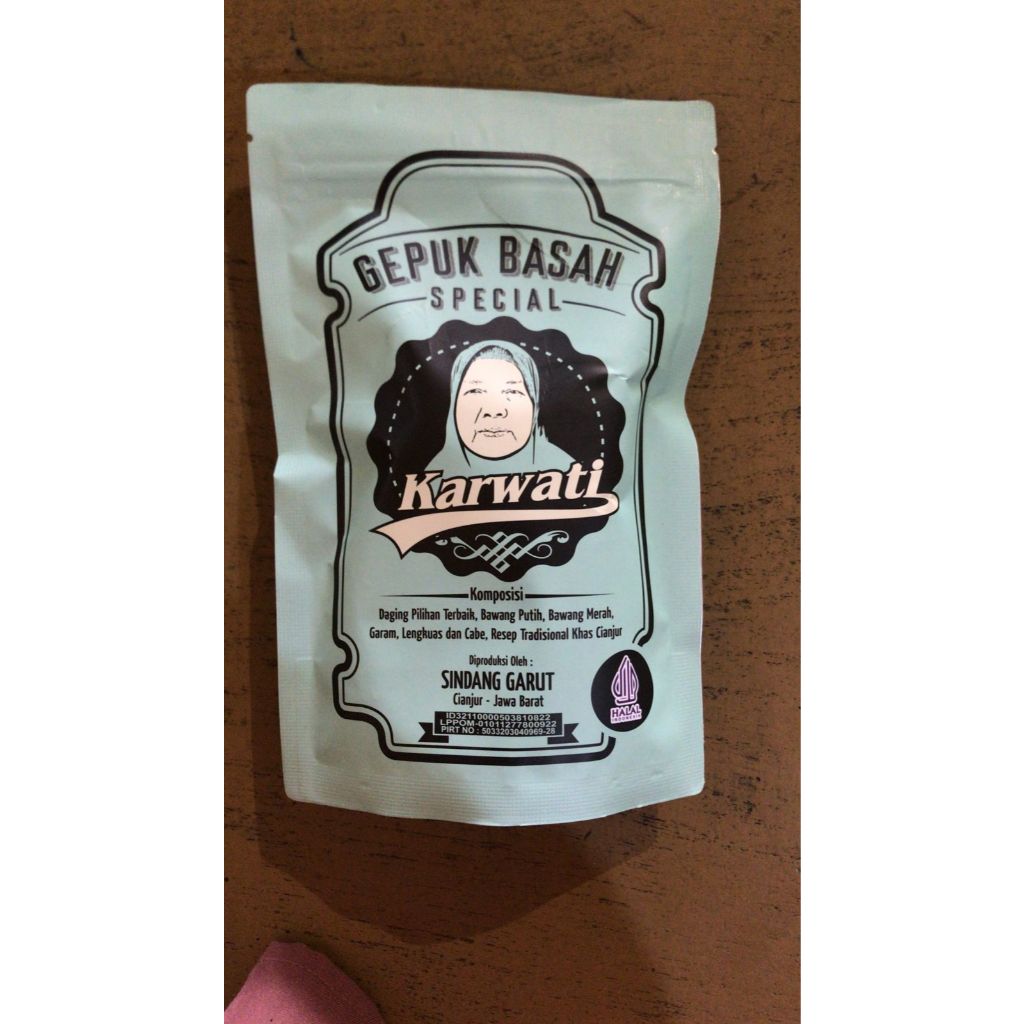 GEPUK BASAH
SPECIAL
Karwati
Komposisi
Daging Pilihan Terbaik, Bawang Putih, Bawang Merah,
Garam, Lengkuas dan Cabe, Resep Tradisional Khas Cianjur
Diproduksi Oleh :
SINDANG GARUT
Cianjur - Jawa Barat
ID32110000503810822
LPPOM-01011277800922
PIRT NO : 5033203040969-28
HALAL
INDONESIA